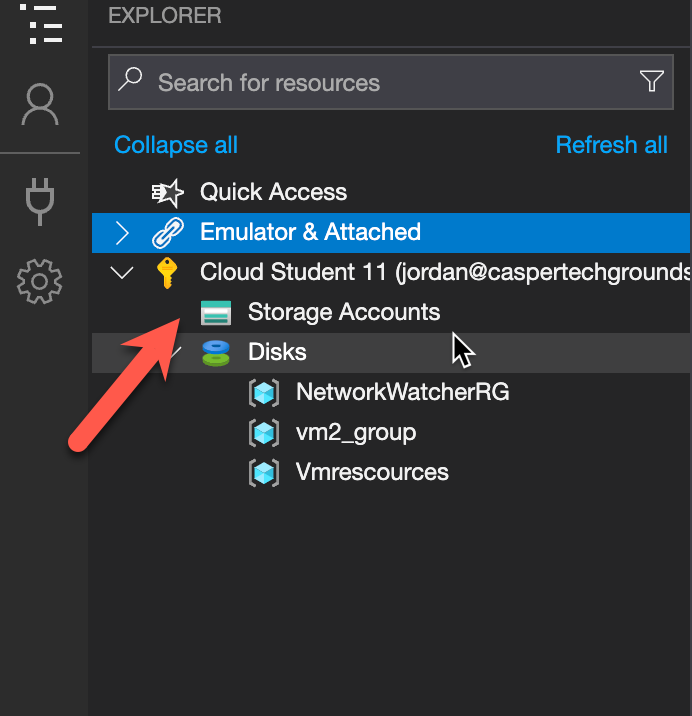 EXPLORER
Search for resources
Collapse all Refresh all
Quick Access
Emulator & Attached
Cloud Student 11 (jordan@caspertechgrounds
Storage Accounts
Disks
NetworkWatcherRG
vm2_group
Vmrescources